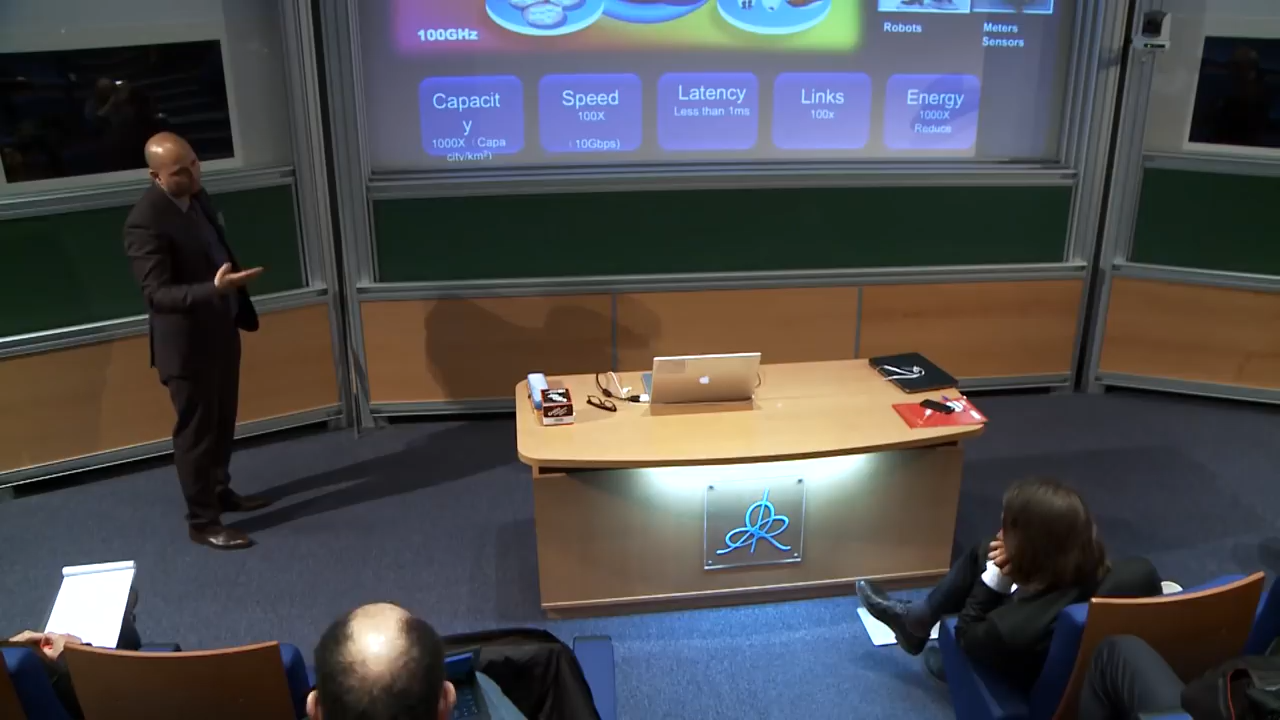 100GHz
Robots
Meters
Sensors
Capacit
y
1000X （Capa
city/km²)
Speed
100X
（10Gbps)
Latency
Less than 1ms
Links
100x
Energy
1000X
Reduce